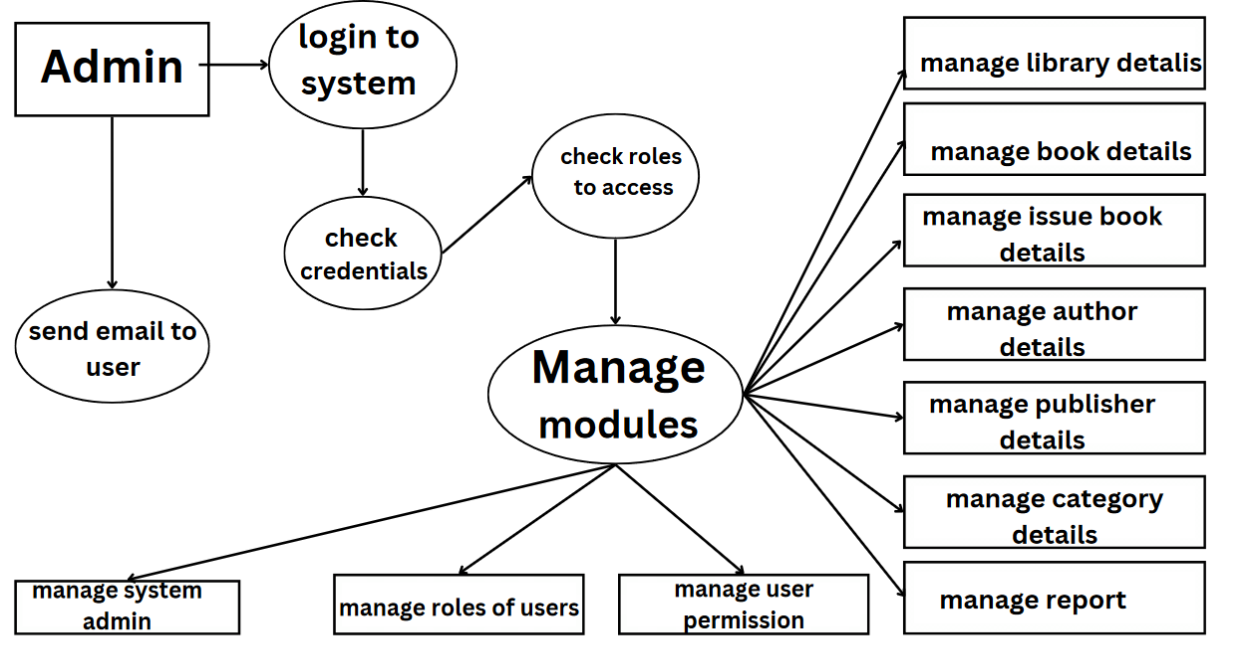 Admin
login to
system
check roles
to access
check
credentials
send email to
user
Manage
modules
manage library detalis
manage book details
manage issue book
details
manage author
details
manage publisher
details
manage category
details
manage report
manage system
admin
manage roles of users
manage user
permission